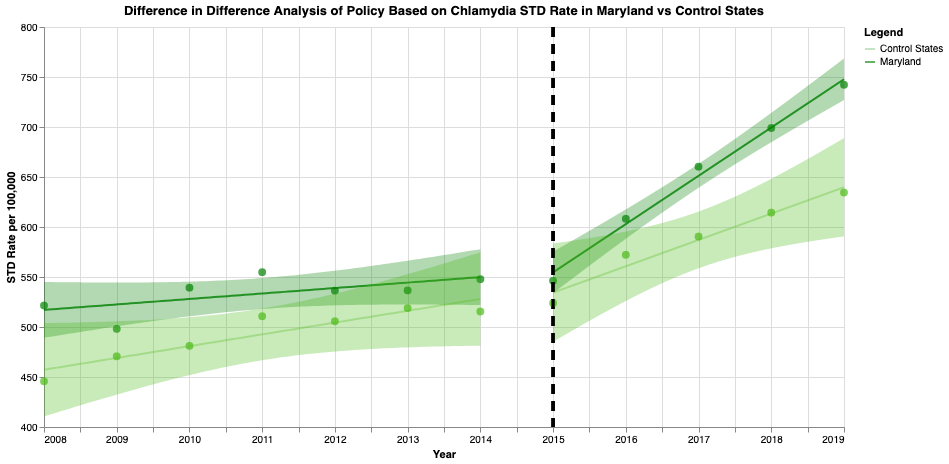 Difference in Difference Analysis of Policy Based on Chlamydia STD Rate in Maryland vs Control States
800
750
700
650
600
550
500
450
400
STD Rate per 100,000
2008 2009 2010 2011 2012 2013 2014 2015 2016 2017 2018 2019
Year
Legend
Control States
Maryland